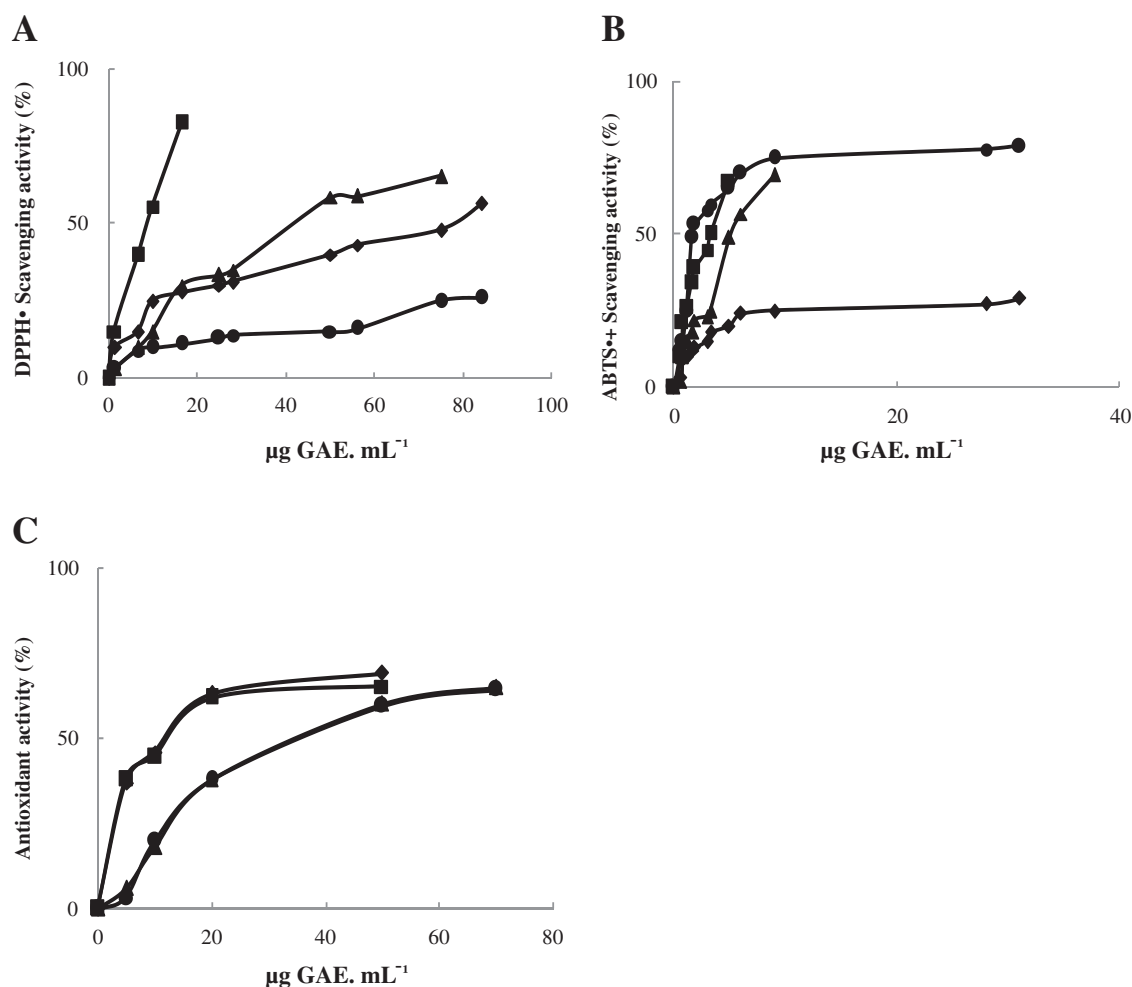 A
DPPH• Scavenging activity (%)
100
50
0
0 20 40 60 80 100
µg GAE. mL⁻¹
B
ABTS•+ Scavenging activity (%)
100
50
0
0 20 40
µg GAE. mL⁻¹
C
Antioxidant activity (%)
100
50
0
0 20 40 60 80
µg GAE. mL⁻¹